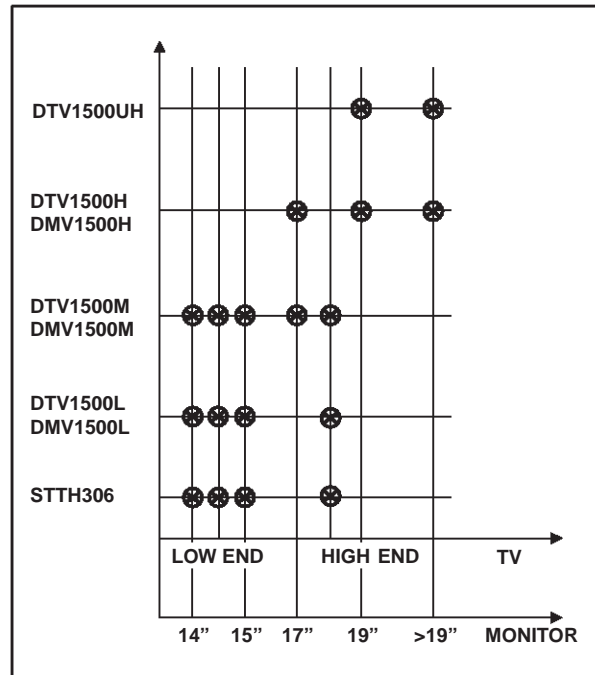 DTV1500UH
DTV1500H
DMV1500H
DTV1500M
DMV1500M
DTV1500L
DMV1500L
STTH306
LOW END HIGH END TV
14” 15” 17” 19” >19” MONITOR